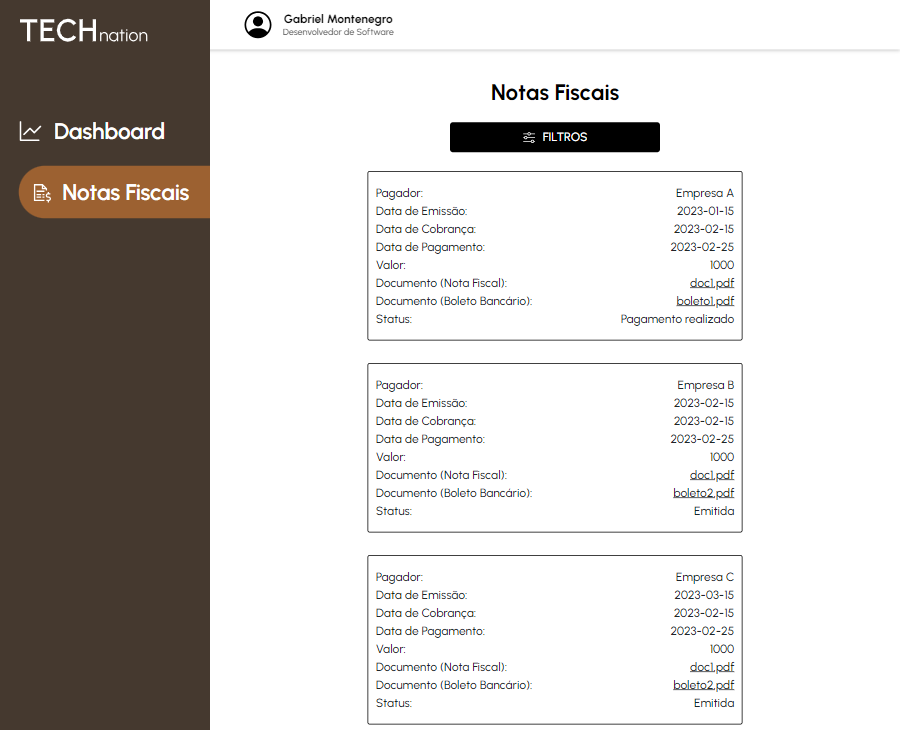 TECHnation
Gabriel Montenegro
Desenvolvedor de Software
Dashboard
Notas Fiscais
Notas Fiscais
FILTROS
Pagador: Empresa A
Data de Emissão: 2023-01-15
Data de Cobrança: 2023-02-15
Data de Pagamento: 2023-02-25
Valor: 1000
Documento (Nota Fiscal): doc1.pdf
Documento (Boleto Bancário): boleto1.pdf
Status: Pagamento realizado
Pagador: Empresa B
Data de Emissão: 2023-02-15
Data de Cobrança: 2023-02-15
Data de Pagamento: 2023-02-25
Valor: 1000
Documento (Nota Fiscal): doc1.pdf
Documento (Boleto Bancário): boleto2.pdf
Status: Emitida
Pagador: Empresa C
Data de Emissão: 2023-03-15
Data de Cobrança: 2023-02-15
Data de Pagamento: 2023-02-25
Valor: 1000
Documento (Nota Fiscal): doc1.pdf
Documento (Boleto Bancário): boleto2.pdf
Status: Emitida